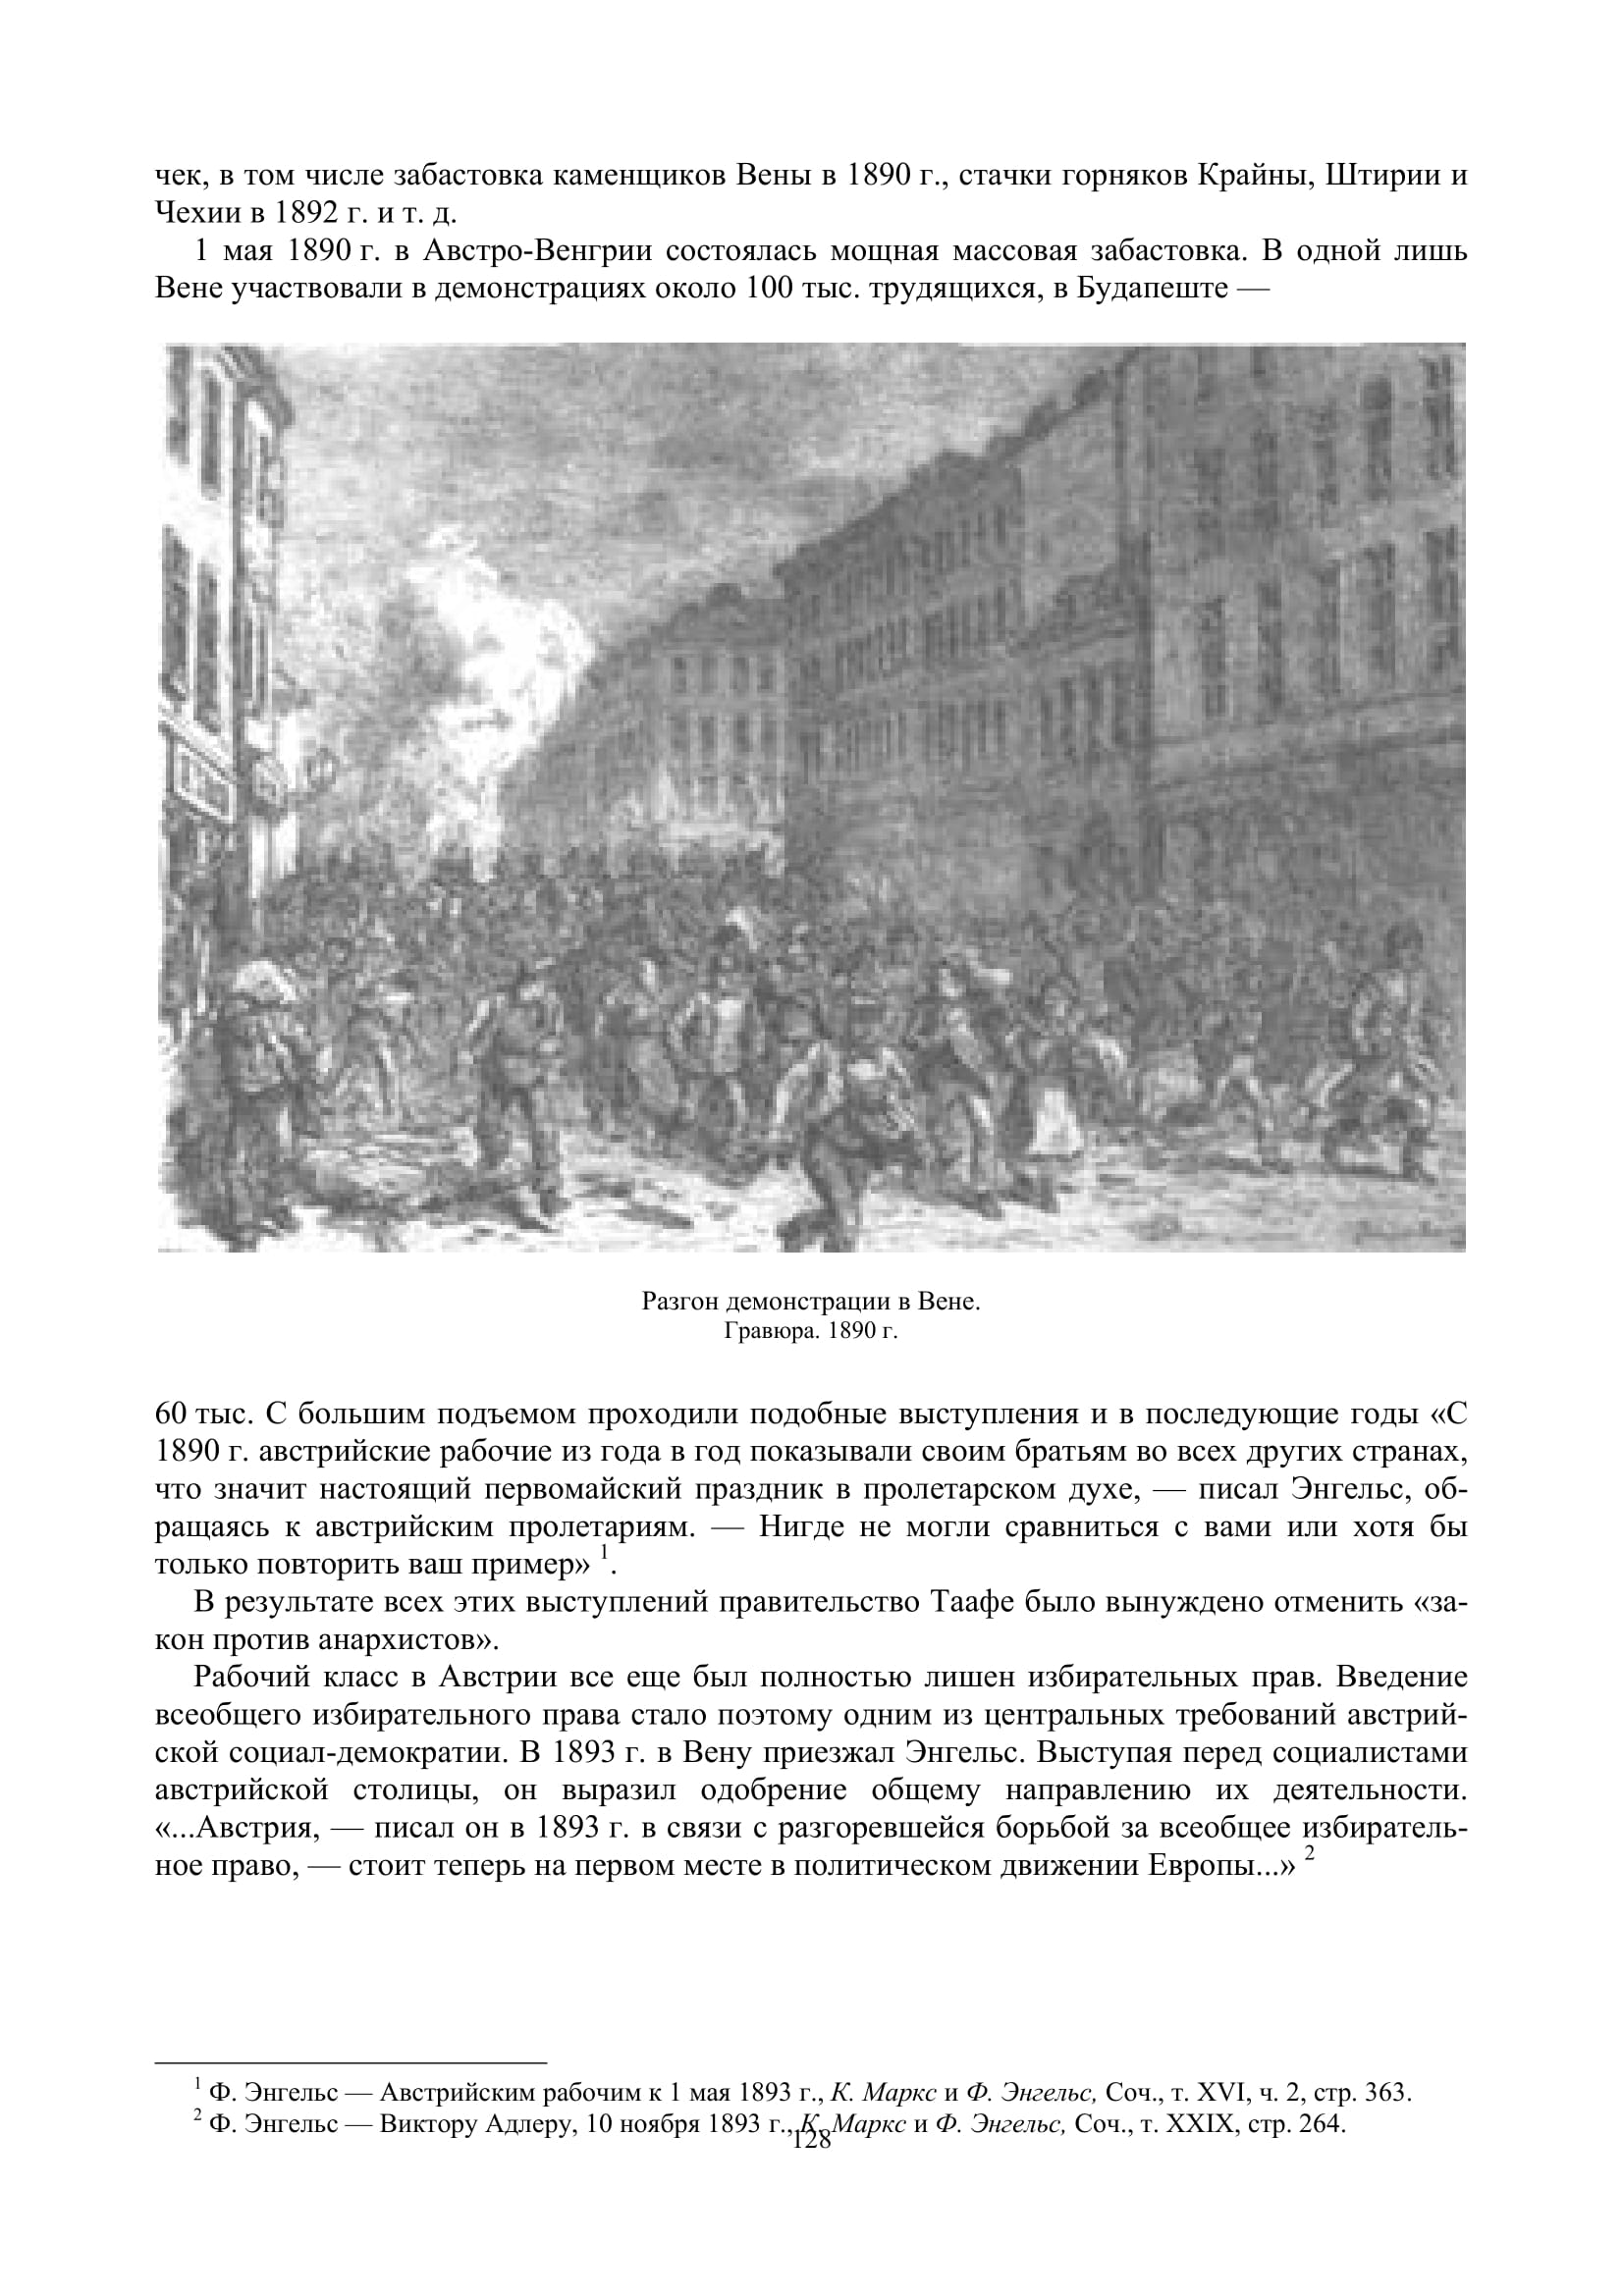 чек, в том числе забастовка каменщиков Вены в 1890 г., стачки горняков Крайны, Штирии и
Чехии в 1892 г. и т. д.
1 мая 1890 г. в Австро-Венгрии состоялась мощная массовая забастовка. В одной лишь
Вене участвовали в демонстрациях около 100 тыс. трудящихся, в Будапеште —
Разгон демонстрации в Вене.
Гравюра. 1890 г.
60 тыс. С большим подъемом проходили подобные выступления и в последующие годы «С
1890 г. австрийские рабочие из года в год показывали своим братьям во всех других странах,
что значит настоящий первомайский праздник в пролетарском духе, — писал Энгельс, об-
ращаясь к австрийским пролетариям. — Нигде не могли сравниться с вами или хотя бы
только повторить ваш пример» 1.
В результате всех этих выступлений правительство Таафе было вынуждено отменить «за-
кон против анархистов».
Рабочий класс в Австрии все еще был полностью лишен избирательных прав. Введение
всеобщего избирательного права стало поэтому одним из центральных требований австрий-
ской социал-демократии. В 1893 г. в Вену приезжал Энгельс. Выступая перед социалистами
австрийской столицы, он выразил одобрение общему направлению их деятельности.
«...Австрия, — писал он в 1893 г. в связи с разгоревшейся борьбой за всеобщее избиратель-
ное право, — стоит теперь на первом месте в политическом движении Европы...» 2
1 Ф. Энгельс — Австрийским рабочим к 1 мая 1893 г., К. Маркс и Ф. Энгельс, Соч., т. XVI, ч. 2, стр. 363.
2 Ф. Энгельс — Виктору Адлеру, 10 ноября 1893 г., К. Маркс и Ф. Энгельс, Соч., т. XXIX, стр. 264.
128